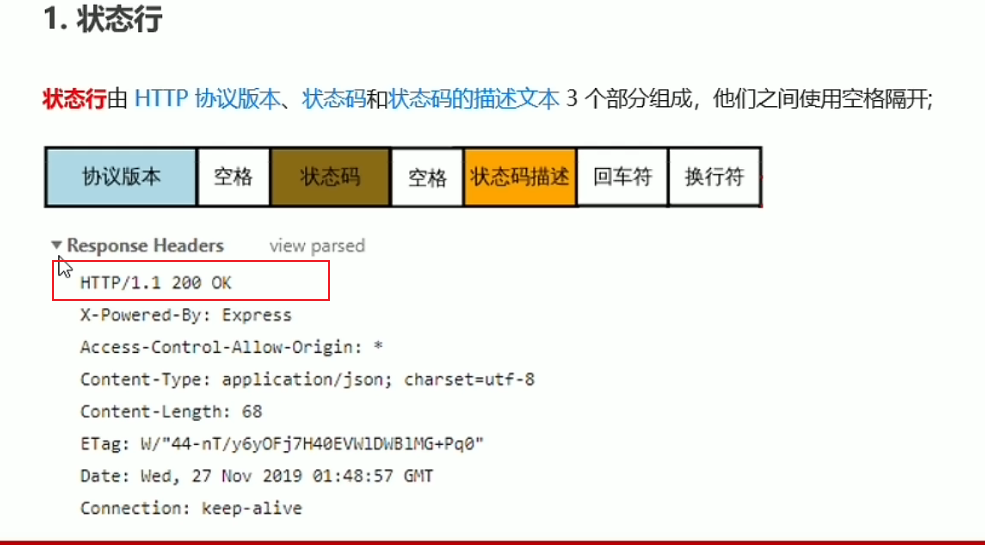 1. 状态行
状态行由 HTTP 协议版本、状态码和状态码的描述文本 3 个部分组成，他们之间使用空格隔开;
协议版本 空格 状态码 空格 状态码描述 回车符 换行符
▼Response Headers view parsed
HTTP/1.1 200 OK
X-Powered-By: Express
Access-Control-Allow-Origin: *
Content-Type: application/json; charset=utf-8
Content-Length: 68
ETag: W/"44-nT/y6yOFj7H40EVWlDWBlMG+Pq0"
Date: Wed, 27 Nov 2019 01:48:57 GMT
Connection: keep-alive